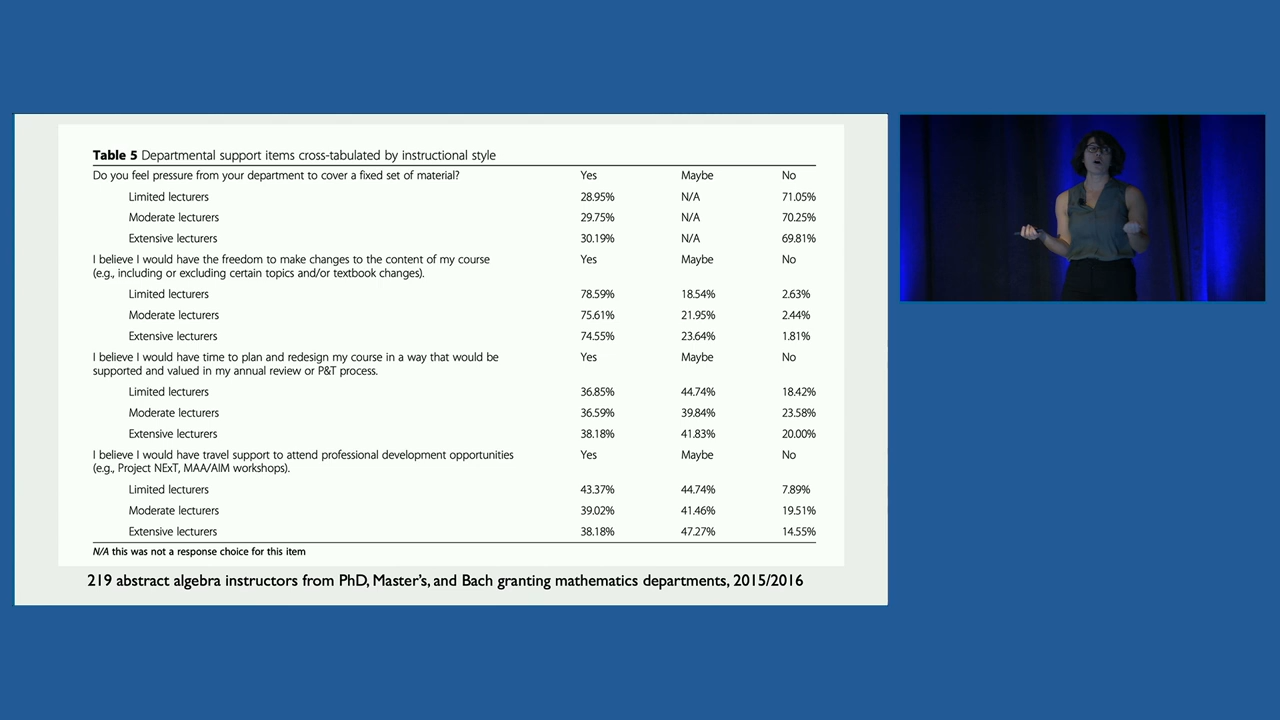 Table 5 Departmental support items cross-tabulated by instructional style
Do you feel pressure from your department to cover a fixed set of material? Yes Maybe No
Limited lecturers 28.95% N/A 71.05%
Moderate lecturers 29.75% N/A 70.25%
Extensive lecturers 30.19% N/A 69.81%
I believe I would have the freedom to make changes to the content of my course Yes Maybe No
(e.g., including or excluding certain topics and/or textbook changes).
Limited lecturers 78.59% 18.54% 2.63%
Moderate lecturers 75.61% 21.95% 2.44%
Extensive lecturers 74.55% 23.64% 1.81%
I believe I would have time to plan and redesign my course in a way that would be Yes Maybe No
supported and valued in my annual review or P&T process.
Limited lecturers 36.85% 44.74% 18.42%
Moderate lecturers 36.59% 39.84% 23.58%
Extensive lecturers 38.18% 41.83% 20.00%
I believe I would have travel support to attend professional development opportunities Yes Maybe No
(e.g., Project NExT, MAA/AIM workshops).
Limited lecturers 43.37% 44.74% 7.89%
Moderate lecturers 39.02% 41.46% 19.51%
Extensive lecturers 38.18% 47.27% 14.55%
N/A this was not a response choice for this item
219 abstract algebra instructors from PhD, Master's, and Bach granting mathematics departments, 2015/2016